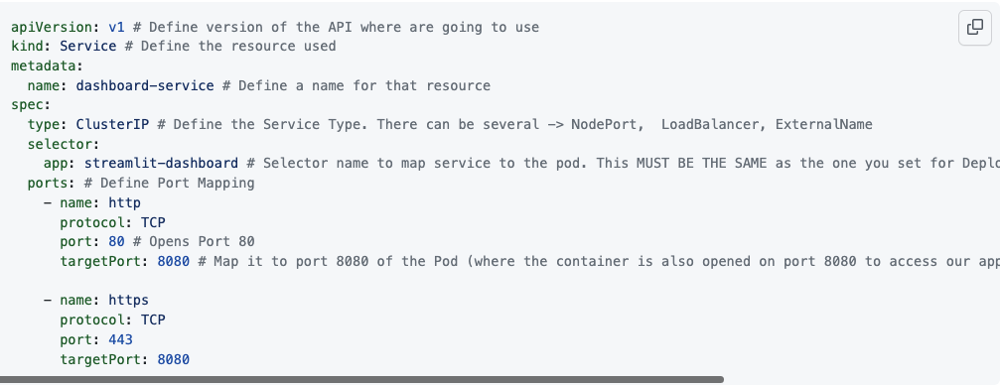 apiVersion: v1 # Define version of the API where are going to use
kind: Service # Define the resource used
metadata:
  name: dashboard-service # Define a name for that resource
spec:
  type: ClusterIP # Define the Service Type. There can be several -> NodePort,  LoadBalancer, ExternalName
  selector:
    app: streamlit-dashboard # Selector name to map service to the pod. This MUST BE THE SAME as the one you set for Deplo
  ports: # Define Port Mapping
    - name: http
      protocol: TCP
      port: 80 # Opens Port 80
      targetPort: 8080 # Map it to port 8080 of the Pod (where the container is also opened on port 8080 to access our app
    - name: https
      protocol: TCP
      port: 443
      targetPort: 8080